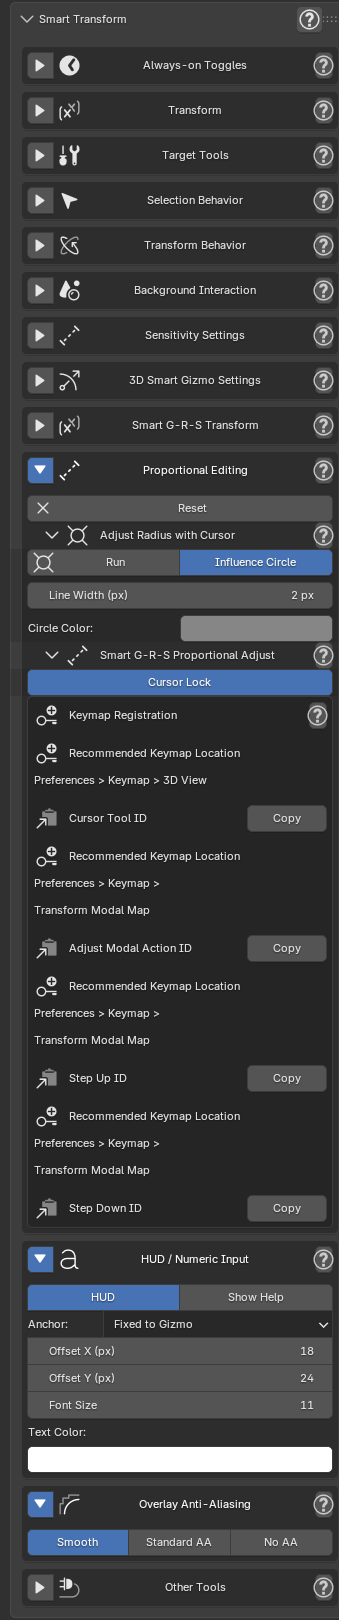 Smart Transform
Always-on Toggles
Transform
Target Tools
Selection Behavior
Transform Behavior
Background Interaction
Sensitivity Settings
3D Smart Gizmo Settings
Smart G-R-S Transform
Proportional Editing
Reset
Adjust Radius with Cursor
Run Influence Circle
Line Width (px) 2 px
Circle Color:
Smart G-R-S Proportional Adjust
Cursor Lock
Keymap Registration
Recommended Keymap Location
Preferences > Keymap > 3D View
Cursor Tool ID Copy
Recommended Keymap Location
Preferences > Keymap >
Transform Modal Map
Adjust Modal Action ID Copy
Recommended Keymap Location
Preferences > Keymap >
Transform Modal Map
Step Up ID Copy
Recommended Keymap Location
Preferences > Keymap >
Transform Modal Map
Step Down ID Copy
HUD / Numeric Input
HUD Show Help
Anchor: Fixed to Gizmo
Offset X (px) 18
Offset Y (px) 24
Font Size 11
Text Color:
Overlay Anti-Aliasing
Smooth Standard AA No AA
Other Tools